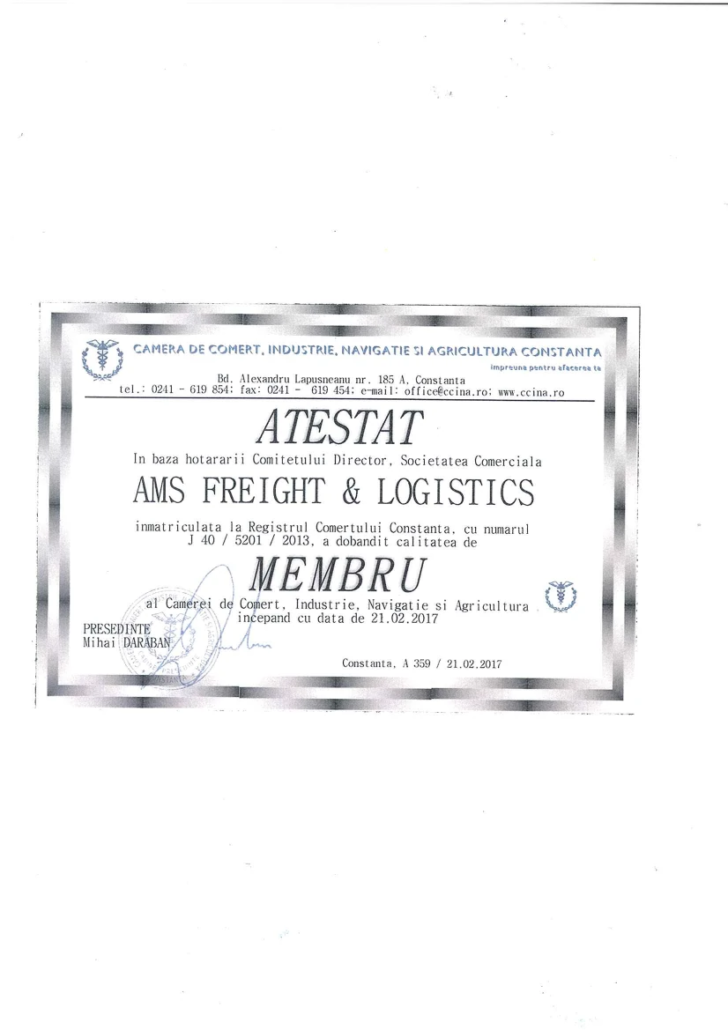 CAMERA DE COMERT, INDUSTRIE, NAVIGATIE SI AGRICULTURA CONSTANTA
împreuna pentru afacerea ta
Bd. Alexandru Lapusneanu nr. 185 A, Constanta
tel.: 0241 - 619 854; fax: 0241 - 619 454; e-mail: office@ccina.ro; www.ccina.ro
ATESTAT
In baza hotararii Comitetului Director, Societatea Comerciala
AMS FREIGHT & LOGISTICS
inmatriculata la Registrul Comertului Constanta, cu numarul
J 40 / 5201 / 2013, a dobandit calitatea de
MEMBRU
al Camerei de Comert, Industrie, Navigatie si Agricultura
incepand cu data de 21.02.2017
PRESEDINTE
Mihai DARABAN
Constanta, A 359 / 21.02.2017